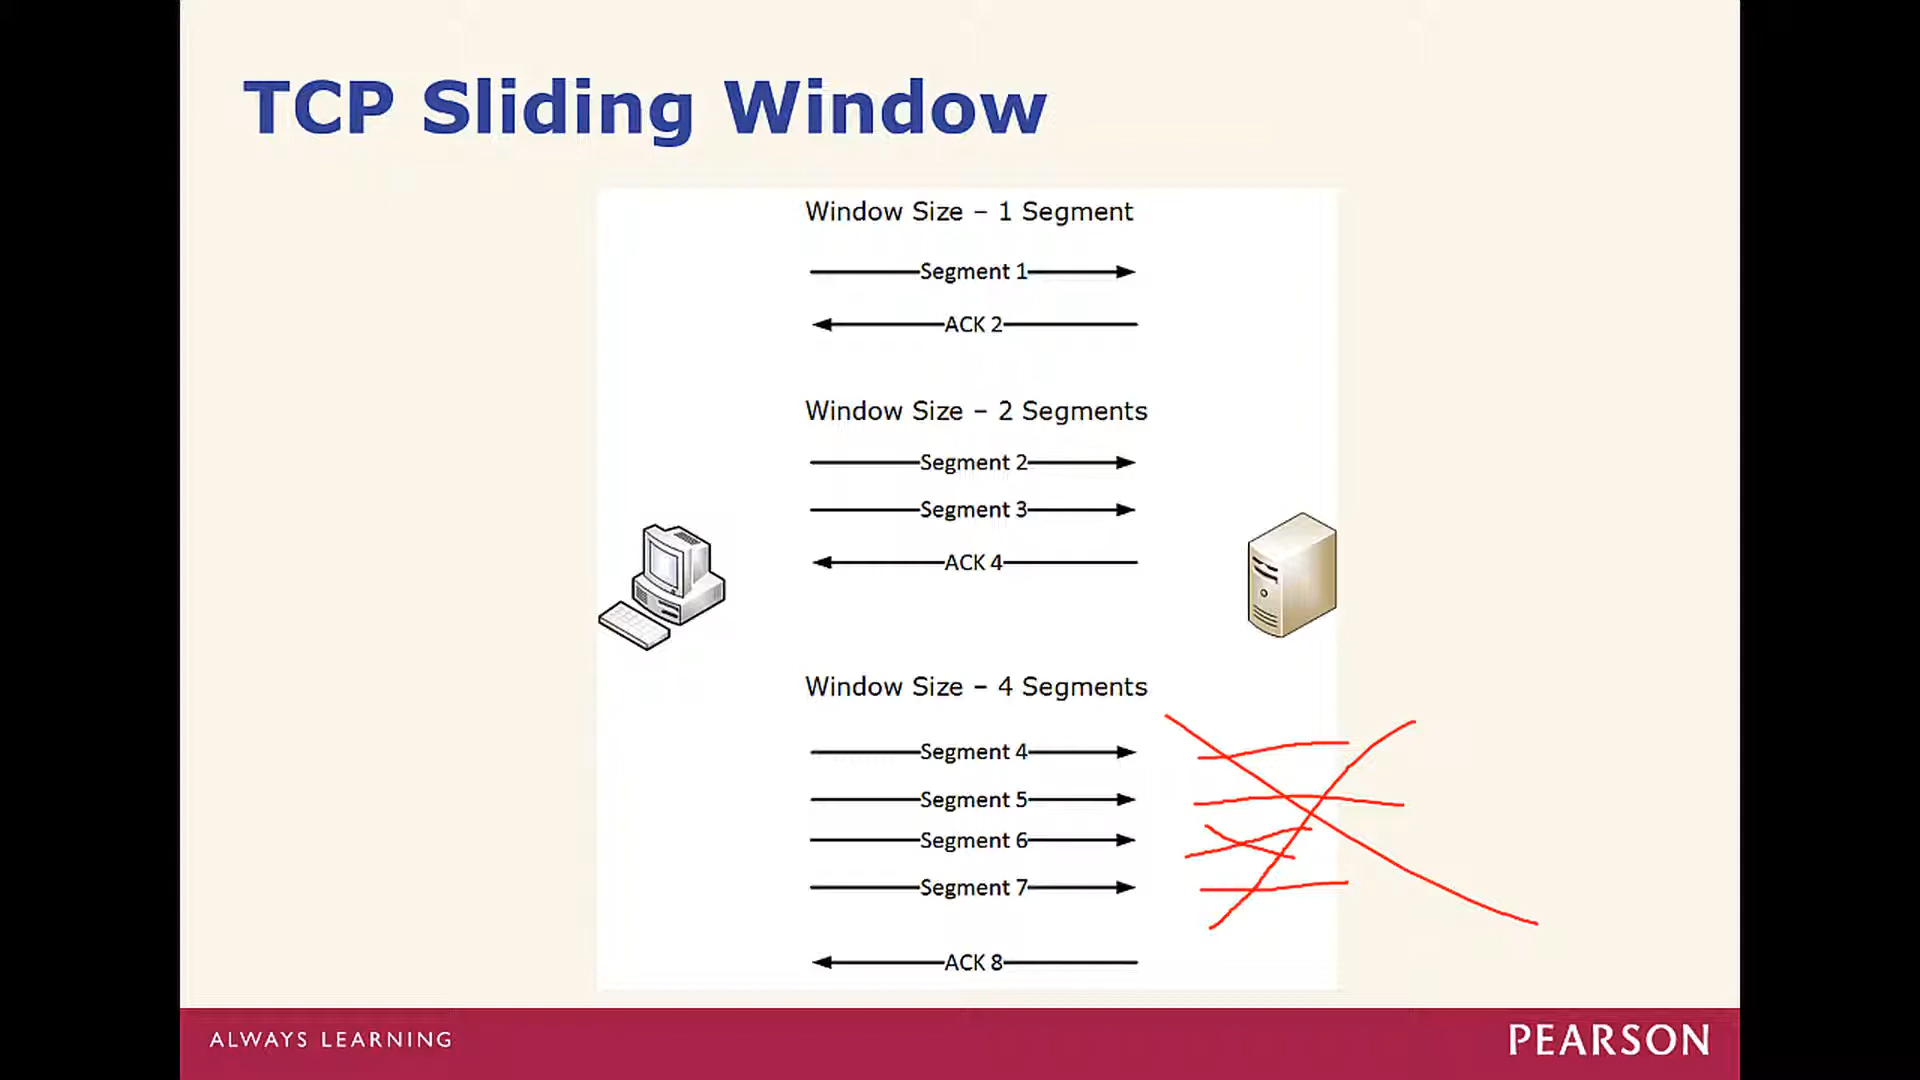 TCP Sliding Window
Window Size – 1 Segment
Segment 1
ACK 2
Window Size – 2 Segments
Segment 2
Segment 3
ACK 4
Window Size – 4 Segments
Segment 4
Segment 5
Segment 6
Segment 7
ACK 8
ALWAYS LEARNING
PEARSON